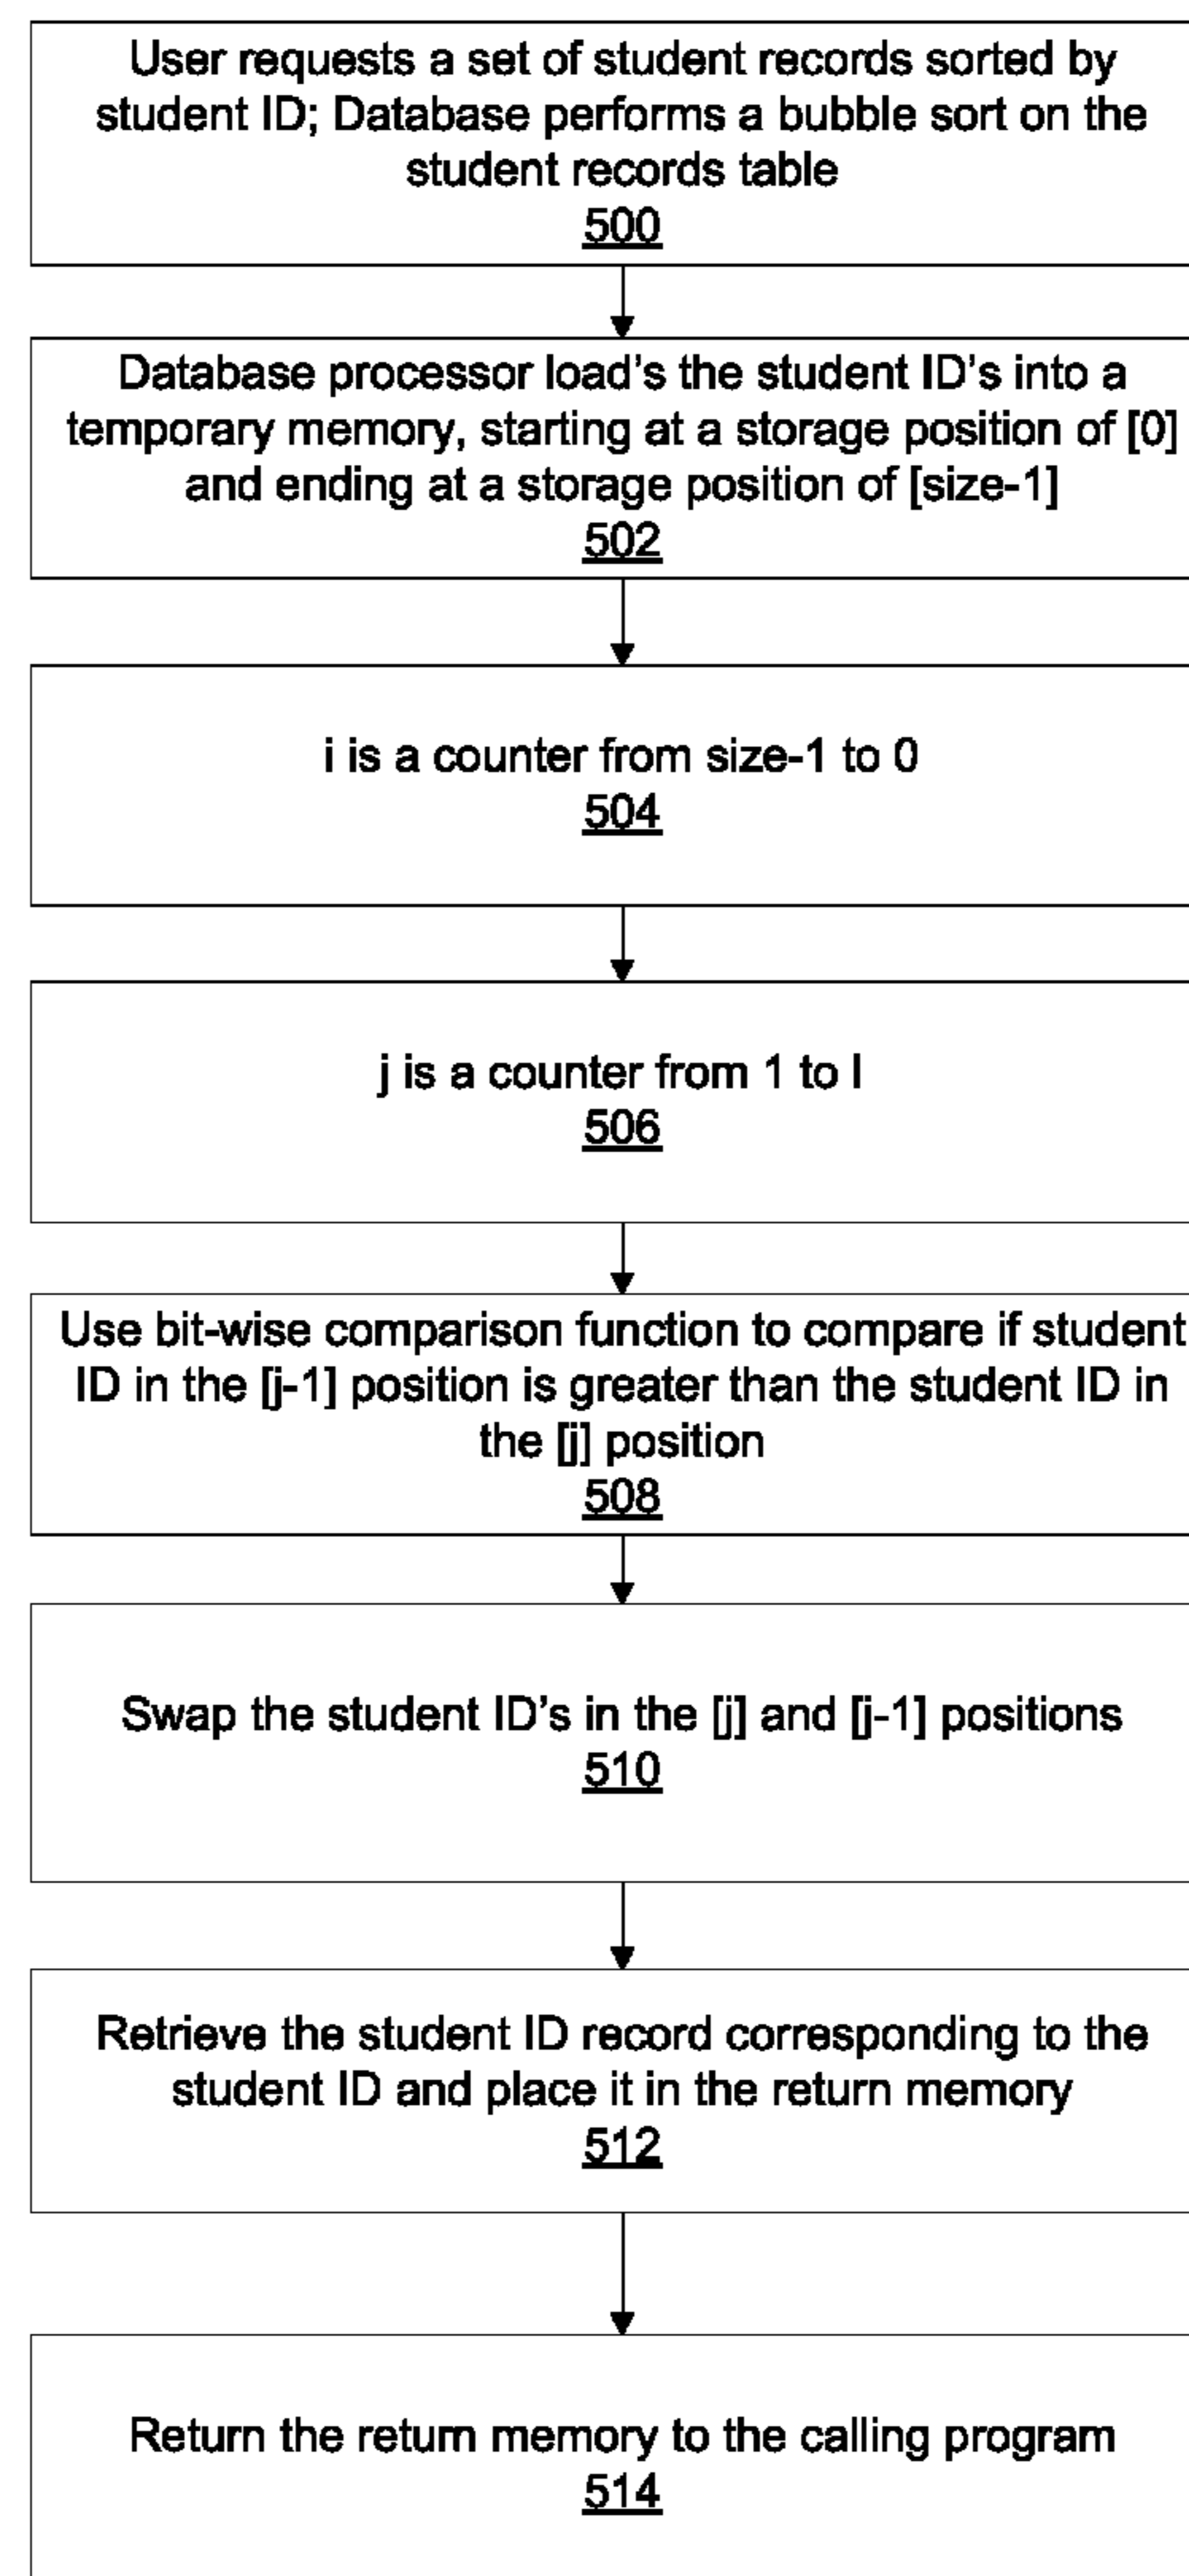 User requests a set of student records sorted by
student ID; Database performs a bubble sort on the
student records table
500
Database processor load's the student ID's into a
temporary memory, starting at a storage position of [0]
and ending at a storage position of [size-1]
502
i is a counter from size-1 to 0
504
j is a counter from 1 to I
506
Use bit-wise comparison function to compare if student
ID in the [j-1] position is greater than the student ID in
the [j] position
508
Swap the student ID's in the [j] and [j-1] positions
510
Retrieve the student ID record corresponding to the
student ID and place it in the return memory
512
Return the return memory to the calling program
514